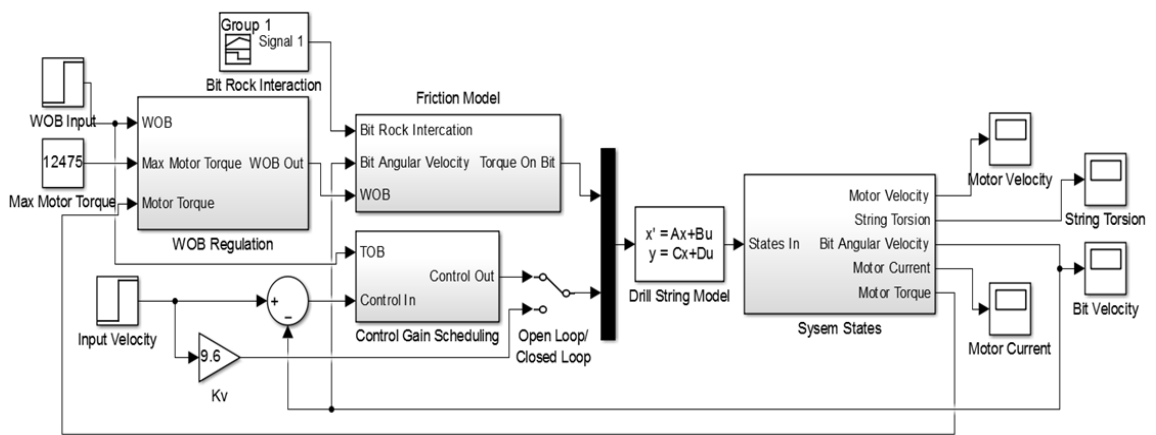 Group 1
Signal 1
Bit Rock Interaction
WOB Input
12475
Max Motor Torque
WOB
Max Motor Torque
WOB Out
Motor Torque
WOB Regulation
Friction Model
Bit Rock Intercation
Bit Angular Velocity
Torque On Bit
WOB
TOB
Control Out
Control In
Control Gain Scheduling
Input Velocity
+
−
9.6
Kv
Open Loop/
Closed Loop
x' = Ax+Bu
y = Cx+Du
Drill String Model
States In
Motor Velocity
String Torsion
Bit Angular Velocity
Motor Current
Motor Torque
Sysem States
Motor Velocity
String Torsion
Bit Velocity
Motor Current